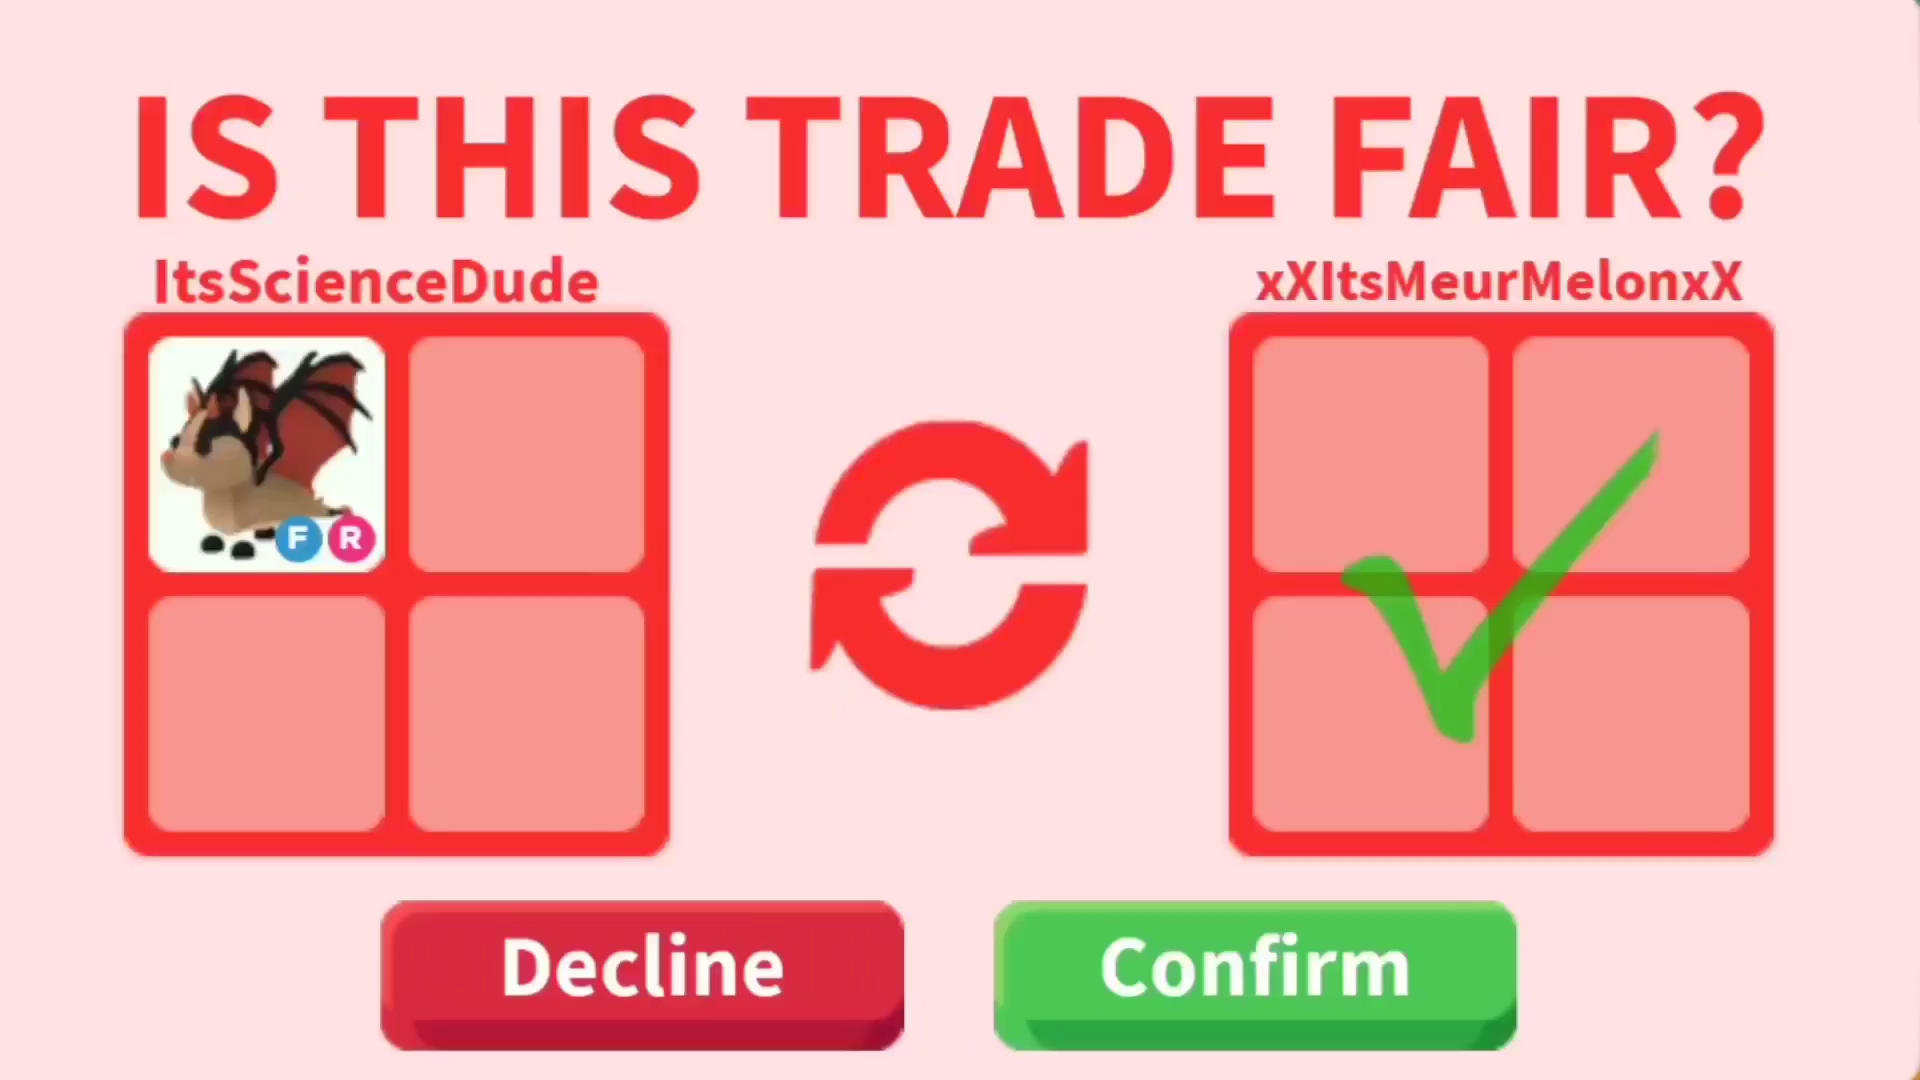 IS THIS TRADE FAIR?
ItsScienceDude
xXItsMeurMelonxX
F R
Decline
Confirm